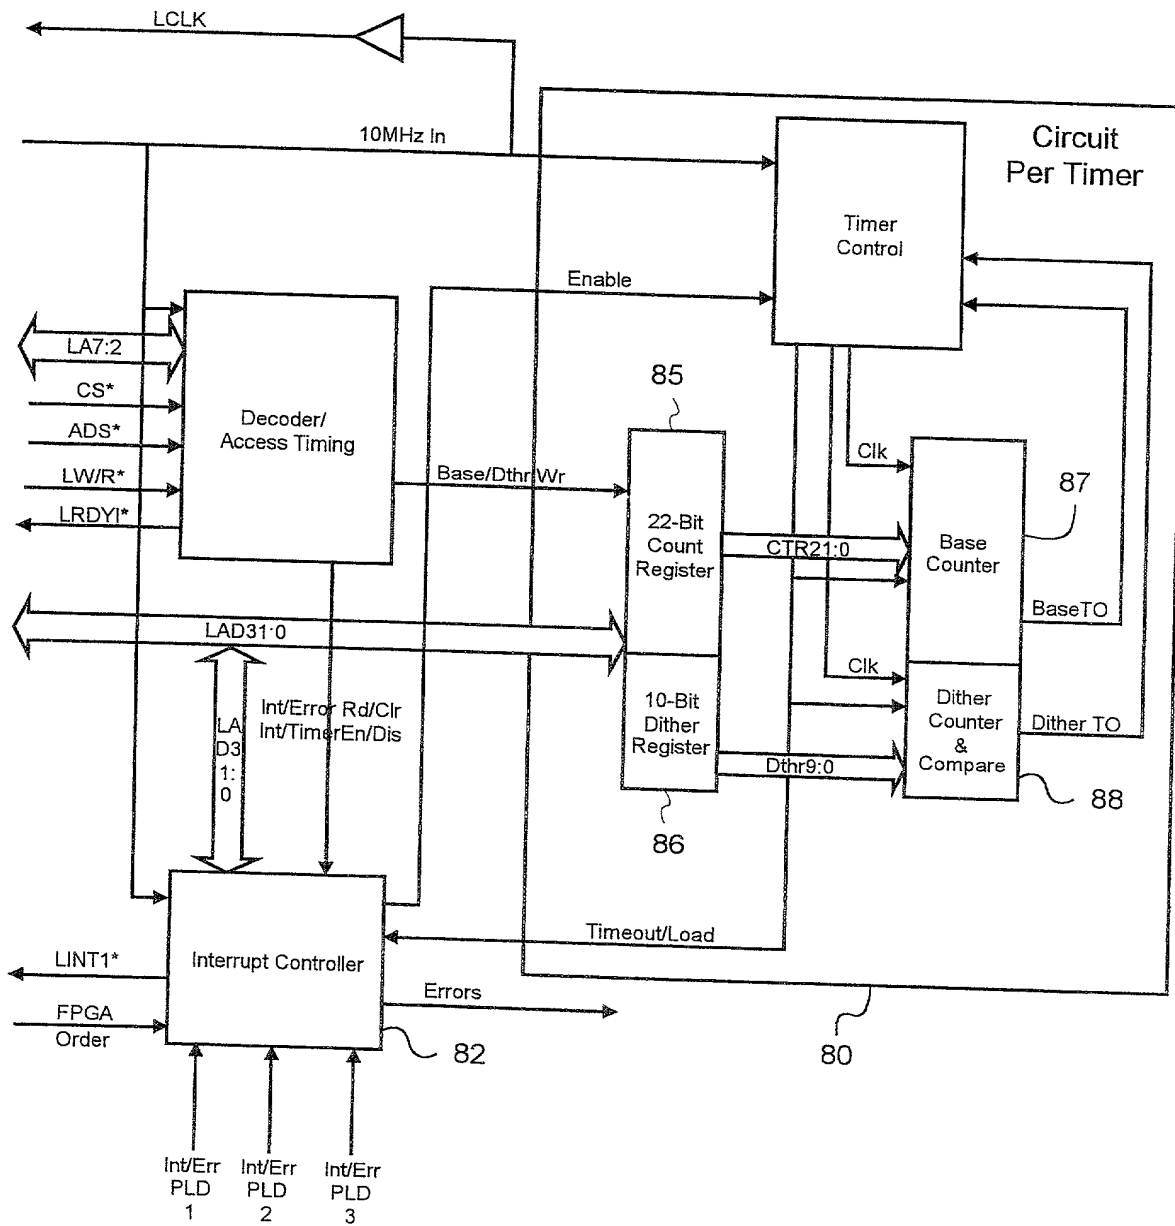 LCLK
10MHz In
Circuit
Per Timer
Timer
Control
Enable
LA7:2
CS*
ADS*
LW/R*
LRDYI*
Decoder/
Access Timing
Base/Dthr Wr
85
22-Bit
Count
Register
Clk
87
CTR21:0
Base
Counter
BaseTO
LAD31:0
Clk
Int/Error Rd/Clr
Int/TimerEn/Dis
LA
D3
1:
0
10-Bit
Dither
Register
Dither
Counter
&
Compare
Dither TO
Dthr9:0
88
86
Timeout/Load
Interrupt Controller
LINT1*
FPGA
Order
Errors
82
80
Int/Err
PLD
1
Int/Err
PLD
2
Int/Err
PLD
3